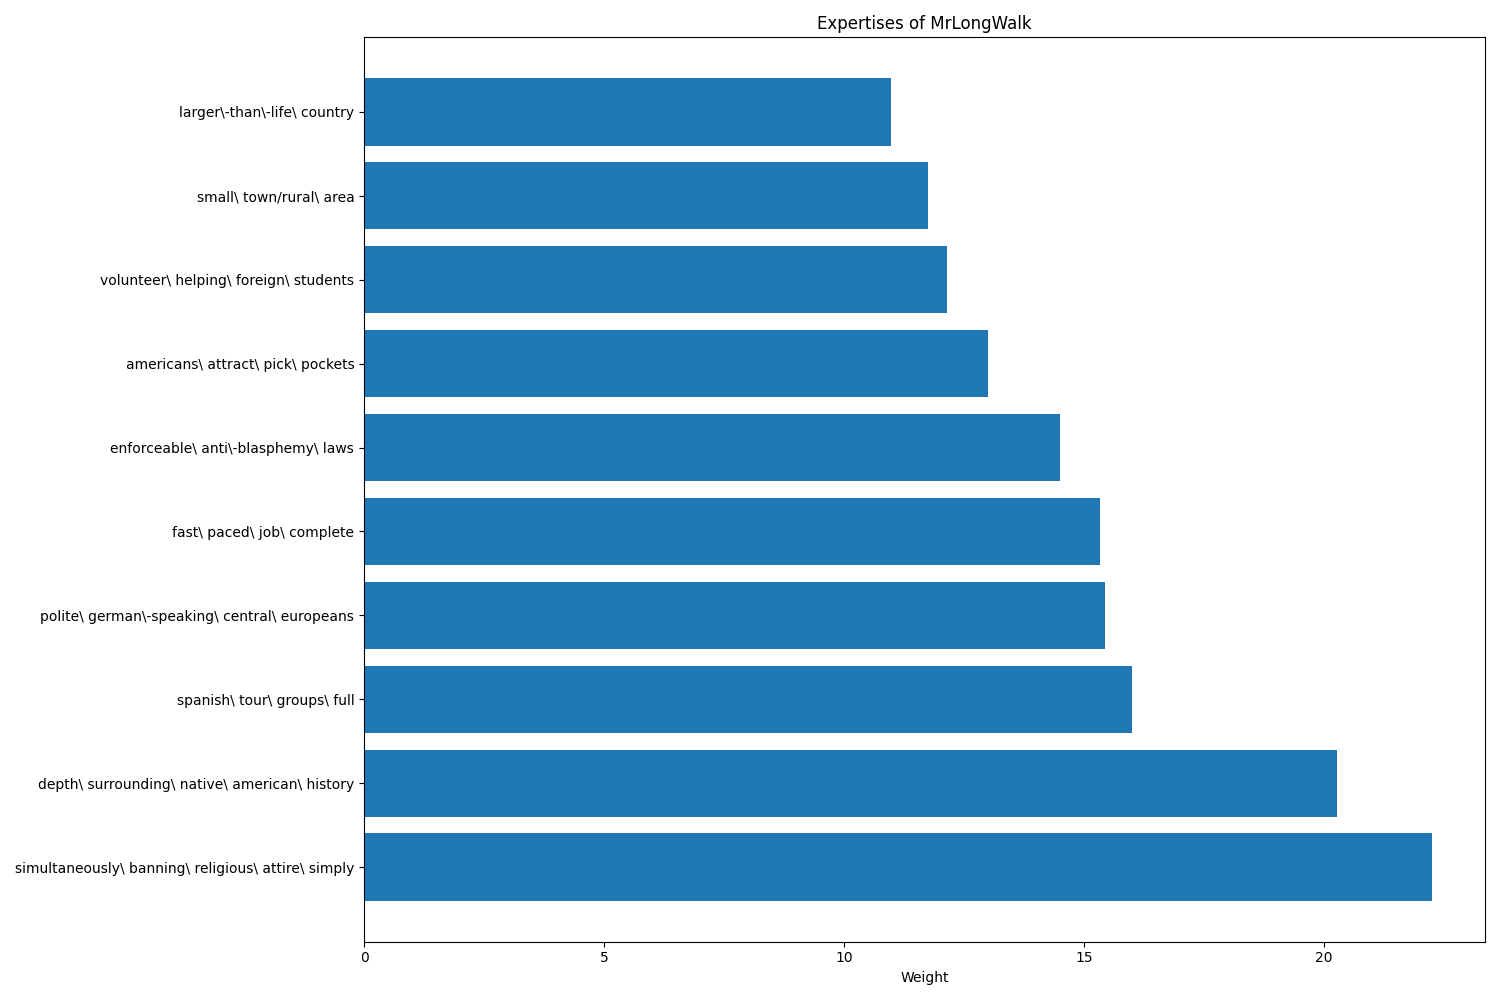 Expertises of MrLongWalk
larger\-than\-life\ country
small\ town/rural\ area
volunteer\ helping\ foreign\ students
americans\ attract\ pick\ pockets
enforceable\ anti\-blasphemy\ laws
fast\ paced\ job\ complete
polite\ german\-speaking\ central\ europeans
spanish\ tour\ groups\ full
depth\ surrounding\ native\ american\ history
simultaneously\ banning\ religious\ attire\ simply
0 5 10 15 20
Weight